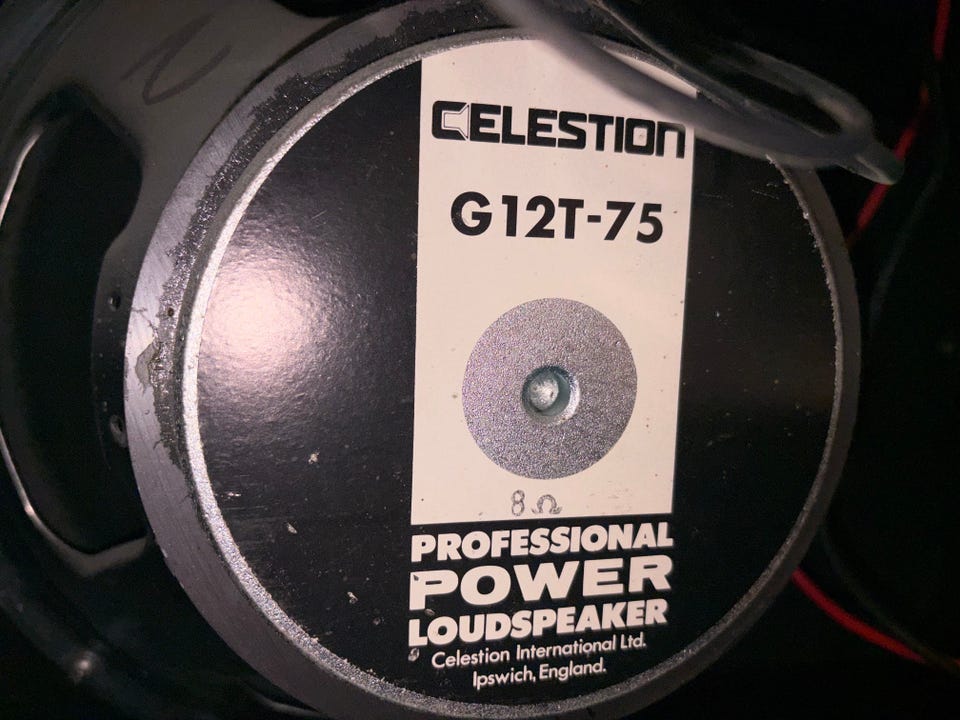 CELESTION
G12T-75
8Ω
PROFESSIONAL
POWER
LOUDSPEAKER
Celestion International Ltd.
Ipswich, England.